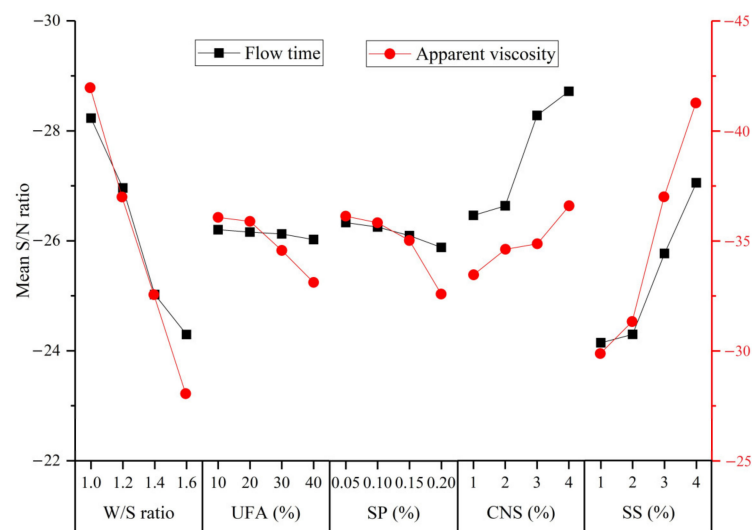 −30
−28
−26
−24
−22
Mean S/N ratio
Flow time
Apparent viscosity
−45
−40
−35
−30
−25
1.0 1.2 1.4 1.6 10 20 30 40 0.05 0.10 0.15 0.20 1 2 3 4 1 2 3 4
W/S ratio UFA (%) SP (%) CNS (%) SS (%)